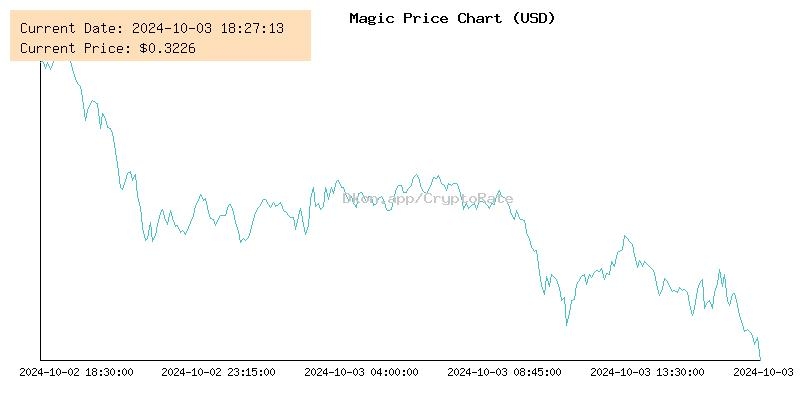 Magic Price Chart (USD)
Current Date: 2024-10-03 18:27:13
Current Price: $0.3226
Dkon.app/CryptoRate
2024-10-02 18:30:00 2024-10-02 23:15:00 2024-10-03 04:00:00 2024-10-03 08:45:00 2024-10-03 13:30:00 2024-10-03